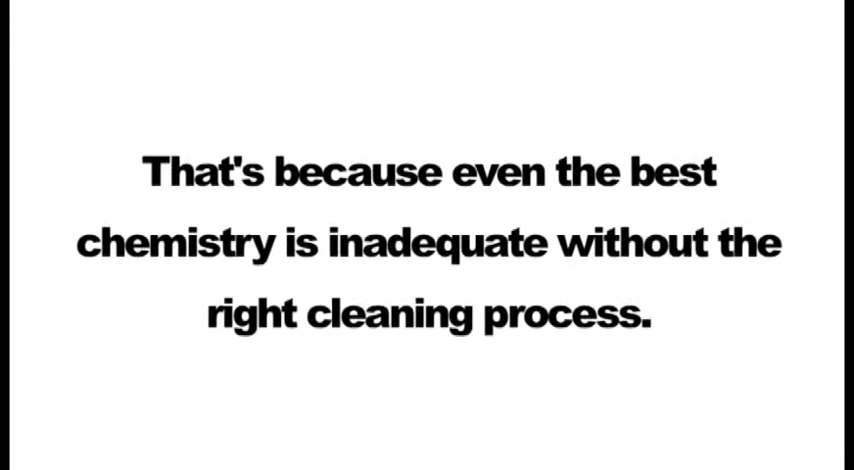 That's because even the best
chemistry is inadequate without the
right cleaning process.